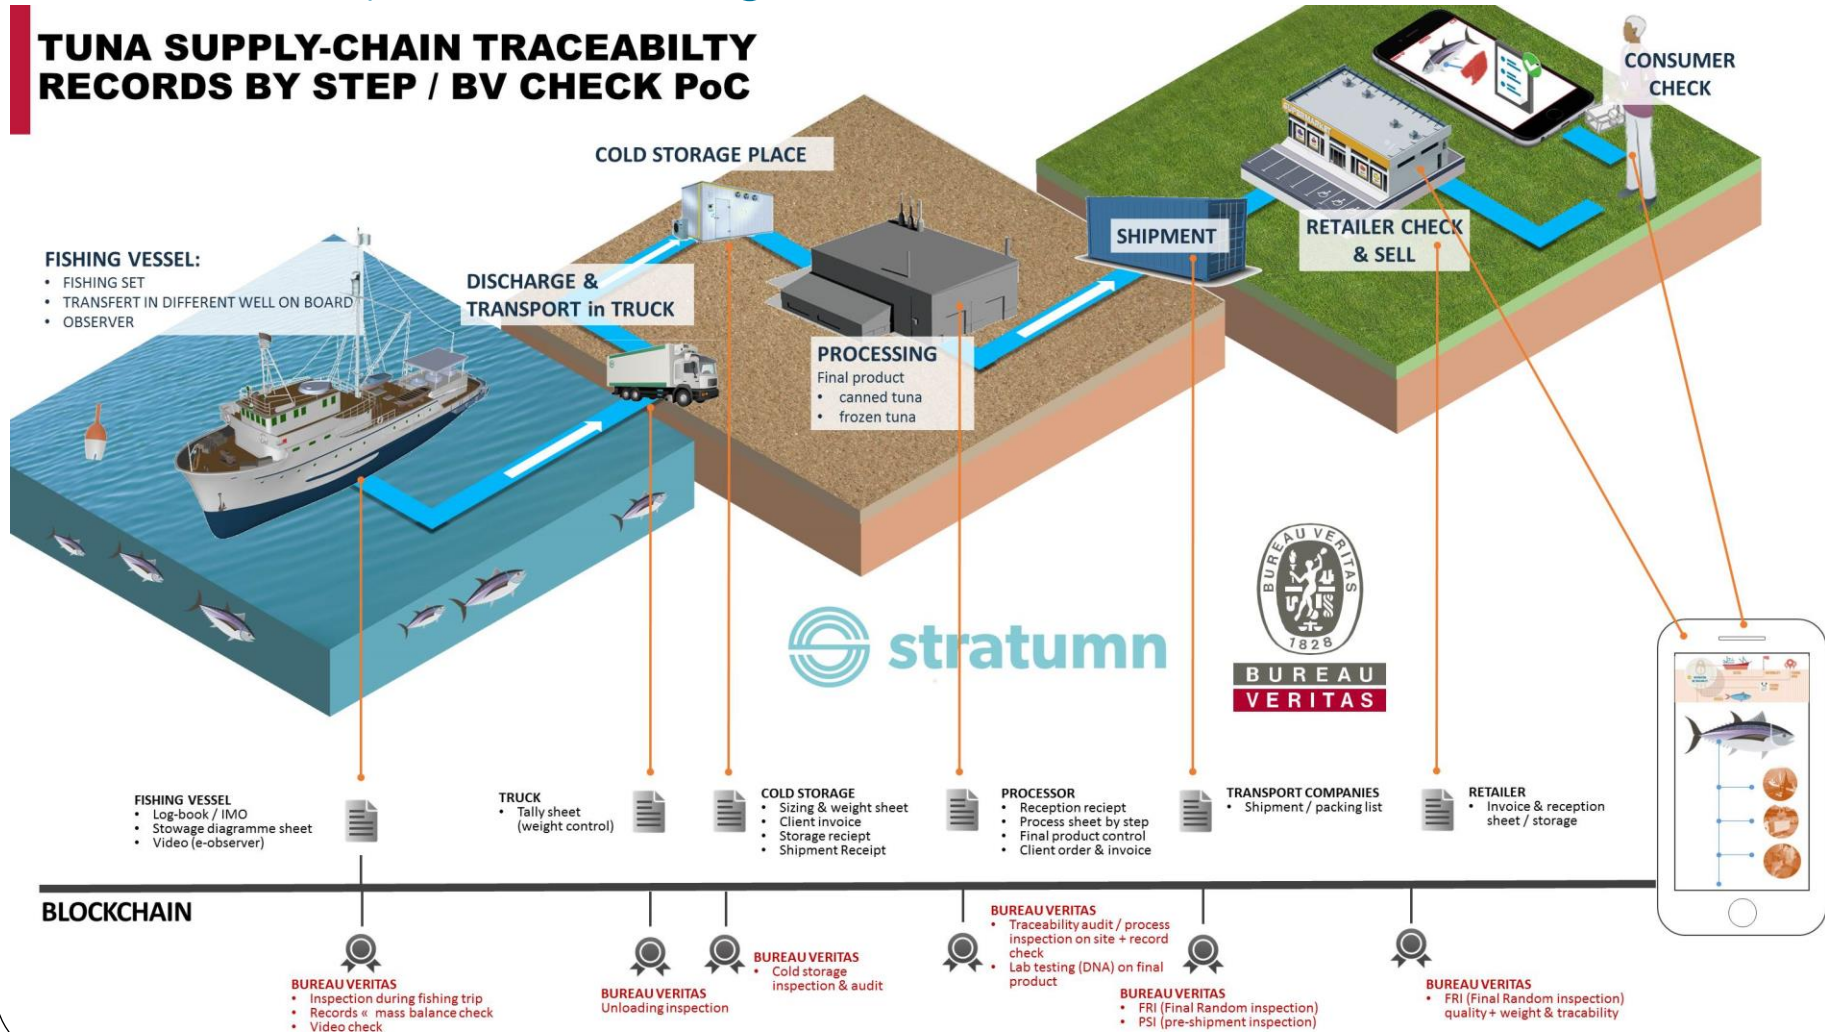 TUNA SUPPLY-CHAIN TRACEABILTY
RECORDS BY STEP / BV CHECK PoC
CONSUMER
CHECK
COLD STORAGE PLACE
SUPERMARKET
SHIPMENT
RETAILER CHECK
& SELL
FISHING VESSEL:
• FISHING SET
• TRANSFERT IN DIFFERENT WELL ON BOARD
• OBSERVER
DISCHARGE &
TRANSPORT in TRUCK
PROCESSING
Final product
• canned tuna
• frozen tuna
stratumn
BUREAU VERITAS
1828
BUREAU
VERITAS
FISHING VESSEL
• Log-book / IMO
• Stowage diagramme sheet
• Video (e-observer)
TRUCK
• Tally sheet
(weight control)
COLD STORAGE
• Sizing & weight sheet
• Client invoice
• Storage reciept
• Shipment Receipt
PROCESSOR
• Reception reciept
• Process sheet by step
• Final product control
• Client order & invoice
TRANSPORT COMPANIES
• Shipment / packing list
RETAILER
• Invoice & reception
sheet / storage
BLOCKCHAIN
BUREAU VERITAS
• Inspection during fishing trip
• Records « mass balance check
• Video check
BUREAU VERITAS
Unloading inspection
BUREAU VERITAS
• Cold storage
inspection & audit
BUREAU VERITAS
• Traceability audit / process
inspection on site + record
check
• Lab testing (DNA) on final
product
BUREAU VERITAS
• FRI (Final Random inspection)
• PSI (pre-shipment inspection)
BUREAU VERITAS
• FRI (Final Random inspection)
quality + weight & tracability